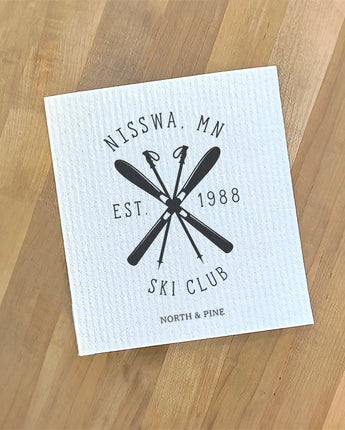 NISSWA, MN
EST. 1988
SKI CLUB
NORTH & PINE